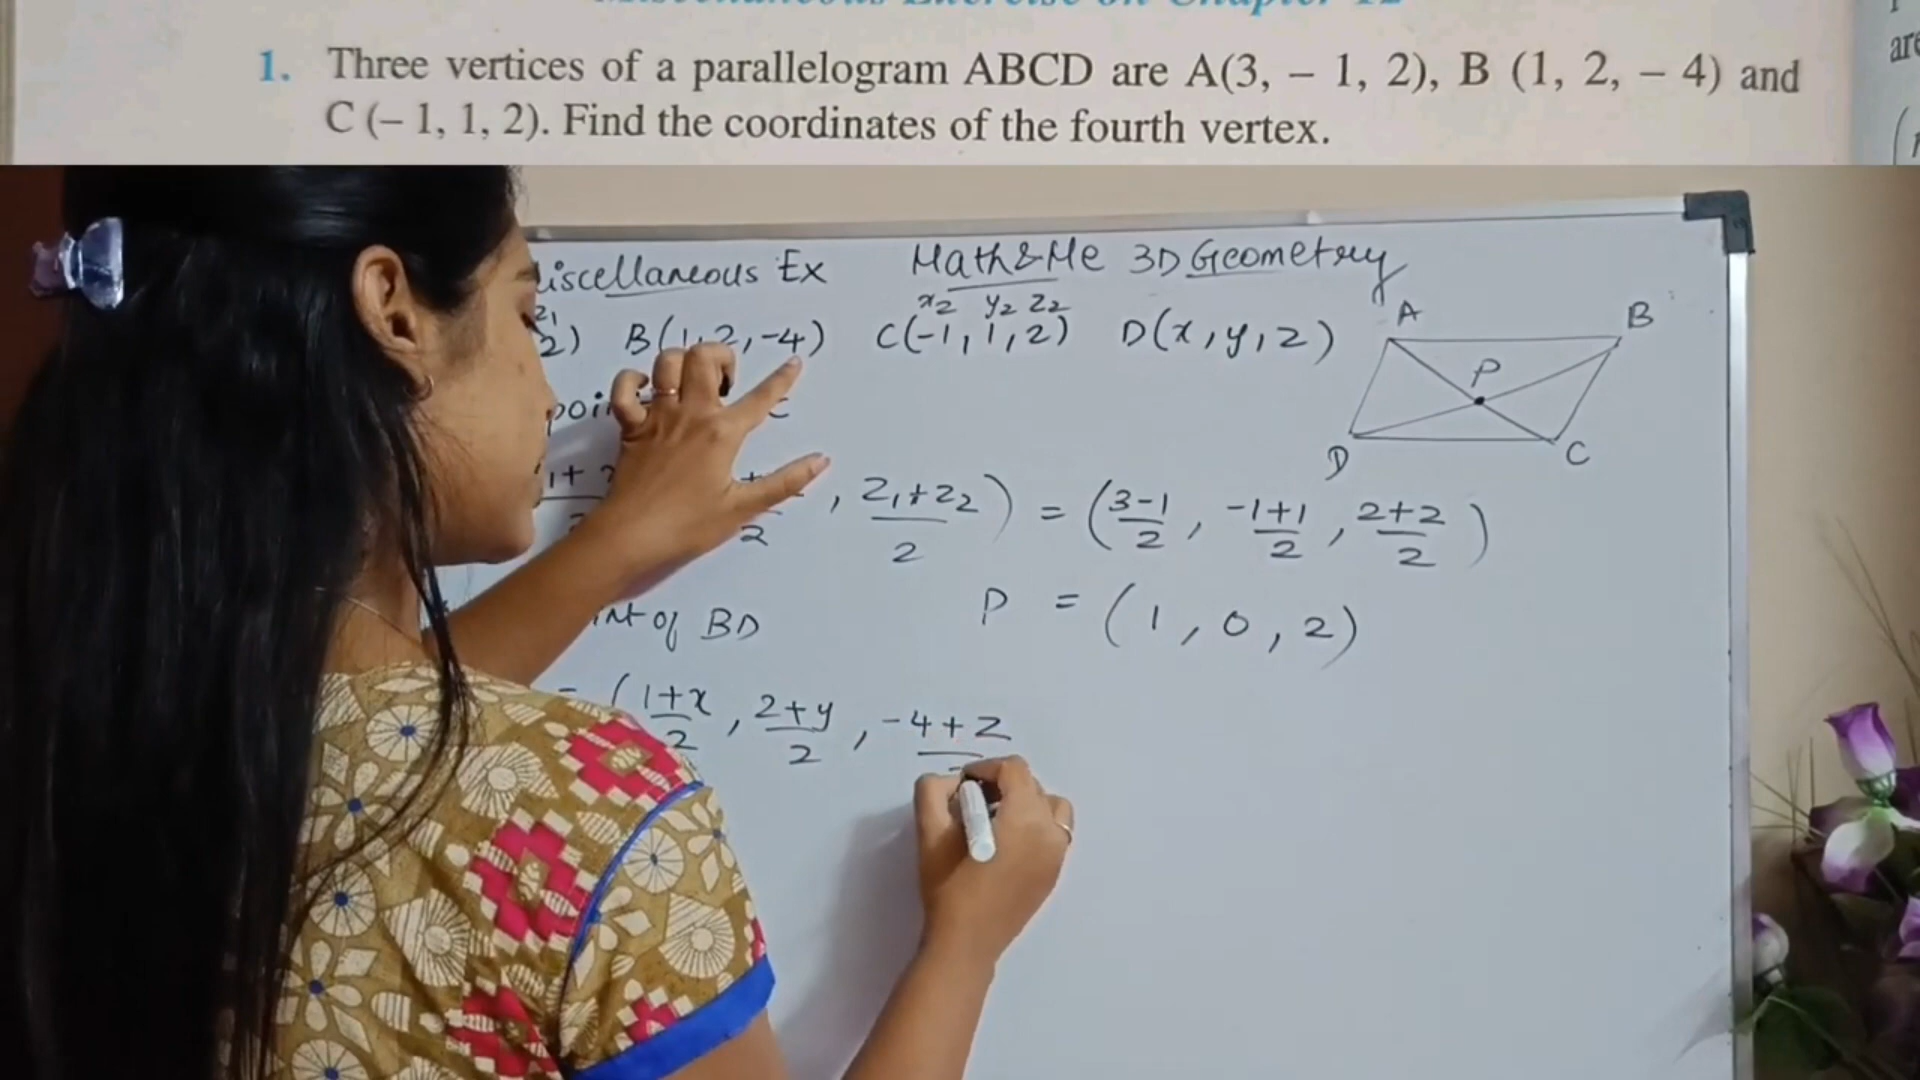 1. Three vertices of a parallelogram ABCD are A(3, – 1, 2), B (1, 2, – 4) and
C (– 1, 1, 2). Find the coordinates of the fourth vertex.
are
iscellaneous Ex Math&Me 3D Geometry
z1 x2 y2 z2
2) B(1,2,-4) C(-1,1,2) D(x,y,z)
A B
P
D C
, z1+z2/2) = (3-1/2, -1+1/2, 2+2/2)
of BD P = (1, 0, 2)
= (1+x/2, 2+y/2, -4+z